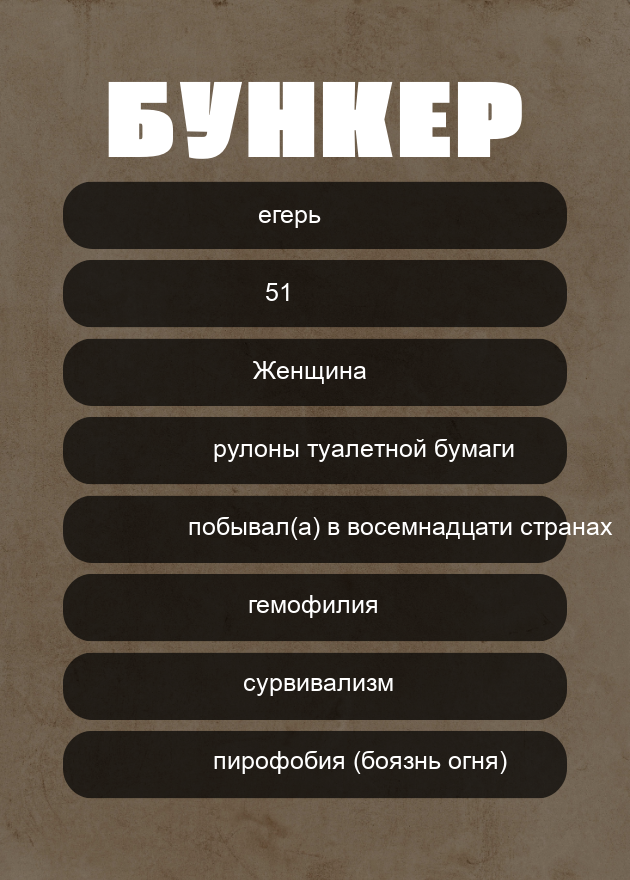 БУНКЕР
егерь
51
Женщина
рулоны туалетной бумаги
побывал(а) в восемнадцати странах
гемофилия
сурвивализм
пирофобия (боязнь огня)